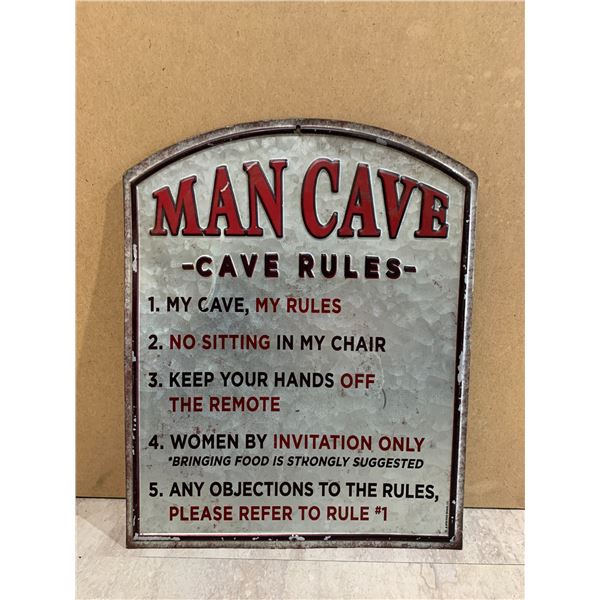 MAN CAVE
-CAVE RULES-
1. MY CAVE, MY RULES
2. NO SITTING IN MY CHAIR
3. KEEP YOUR HANDS OFF
THE REMOTE
4. WOMEN BY INVITATION ONLY
*BRINGING FOOD IS STRONGLY SUGGESTED
5. ANY OBJECTIONS TO THE RULES,
PLEASE REFER TO RULE #1